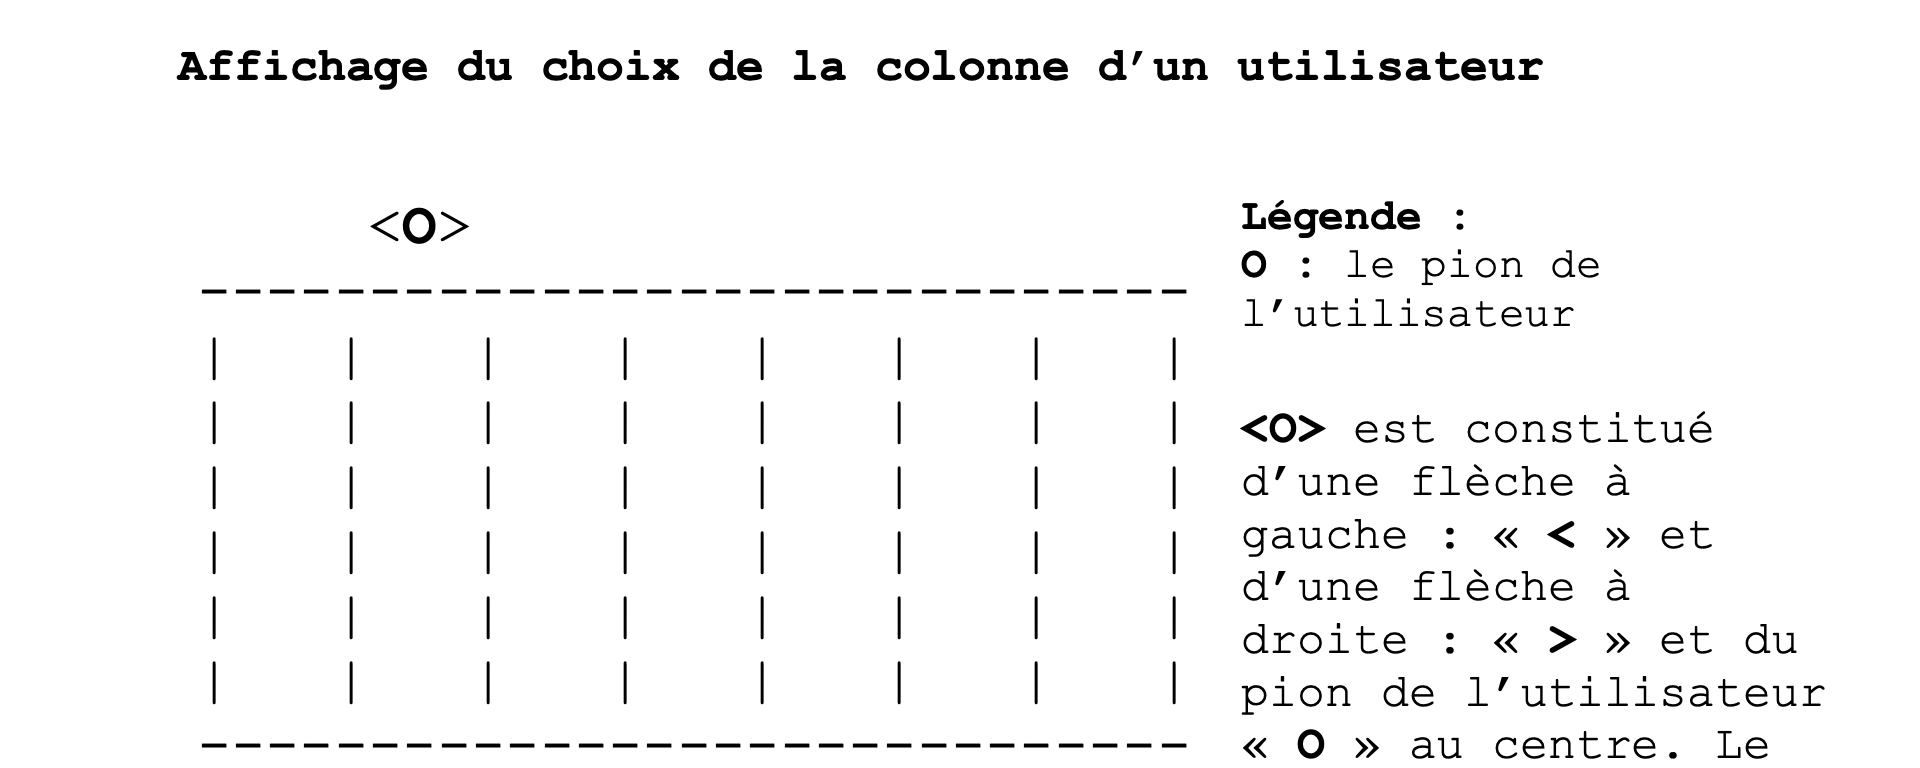 Affichage du choix de la colonne d’un utilisateur
<O>
-----------------------------
| | | | | | | |
| | | | | | | |
| | | | | | | |
| | | | | | | |
| | | | | | | |
| | | | | | | |
-----------------------------
Légende :
O : le pion de
l’utilisateur
<O> est constitué
d’une flèche à
gauche : « < » et
d’une flèche à
droite : « > » et du
pion de l’utilisateur
« O » au centre. Le